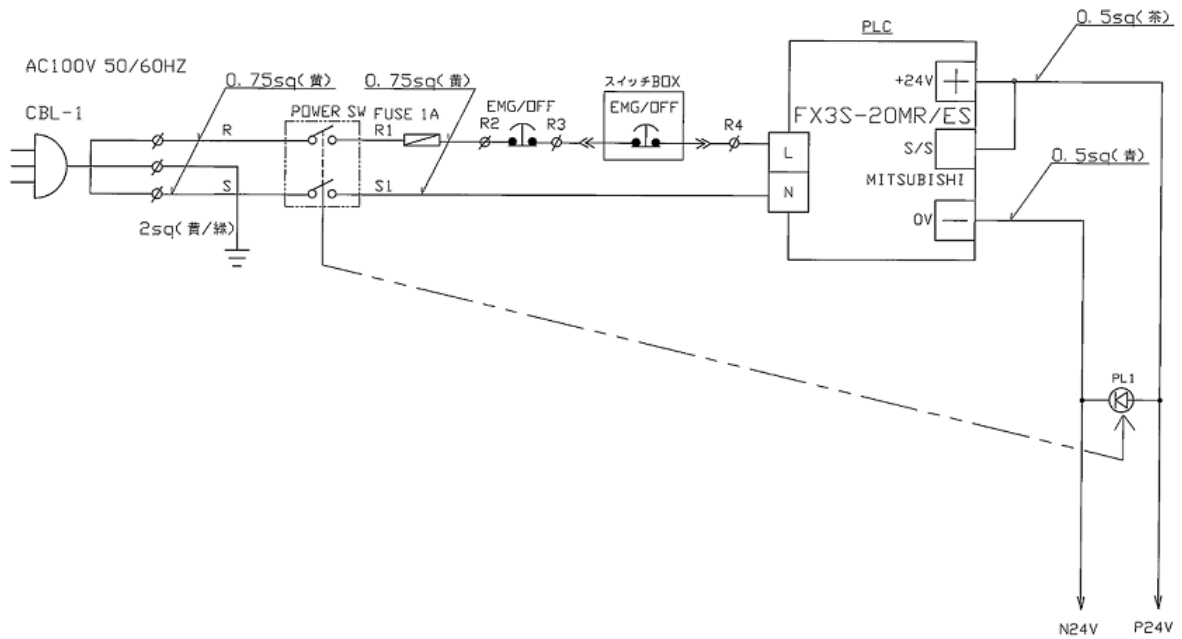 0.5sq(茶)
PLC
AC100V 50/60HZ
0.75sq(黄)
0.75sq(黄)
スイッチBOX
+24V
CBL-1
POWER SW
FUSE 1A
EMG/OFF
EMG/OFF
FX3S-20MR/ES
R
R1
R2
R3
R4
L
S/S
0.5sq(青)
MITSUBISHI
S
S1
N
2sq(黄/緑)
0V
PL1
N24V
P24V